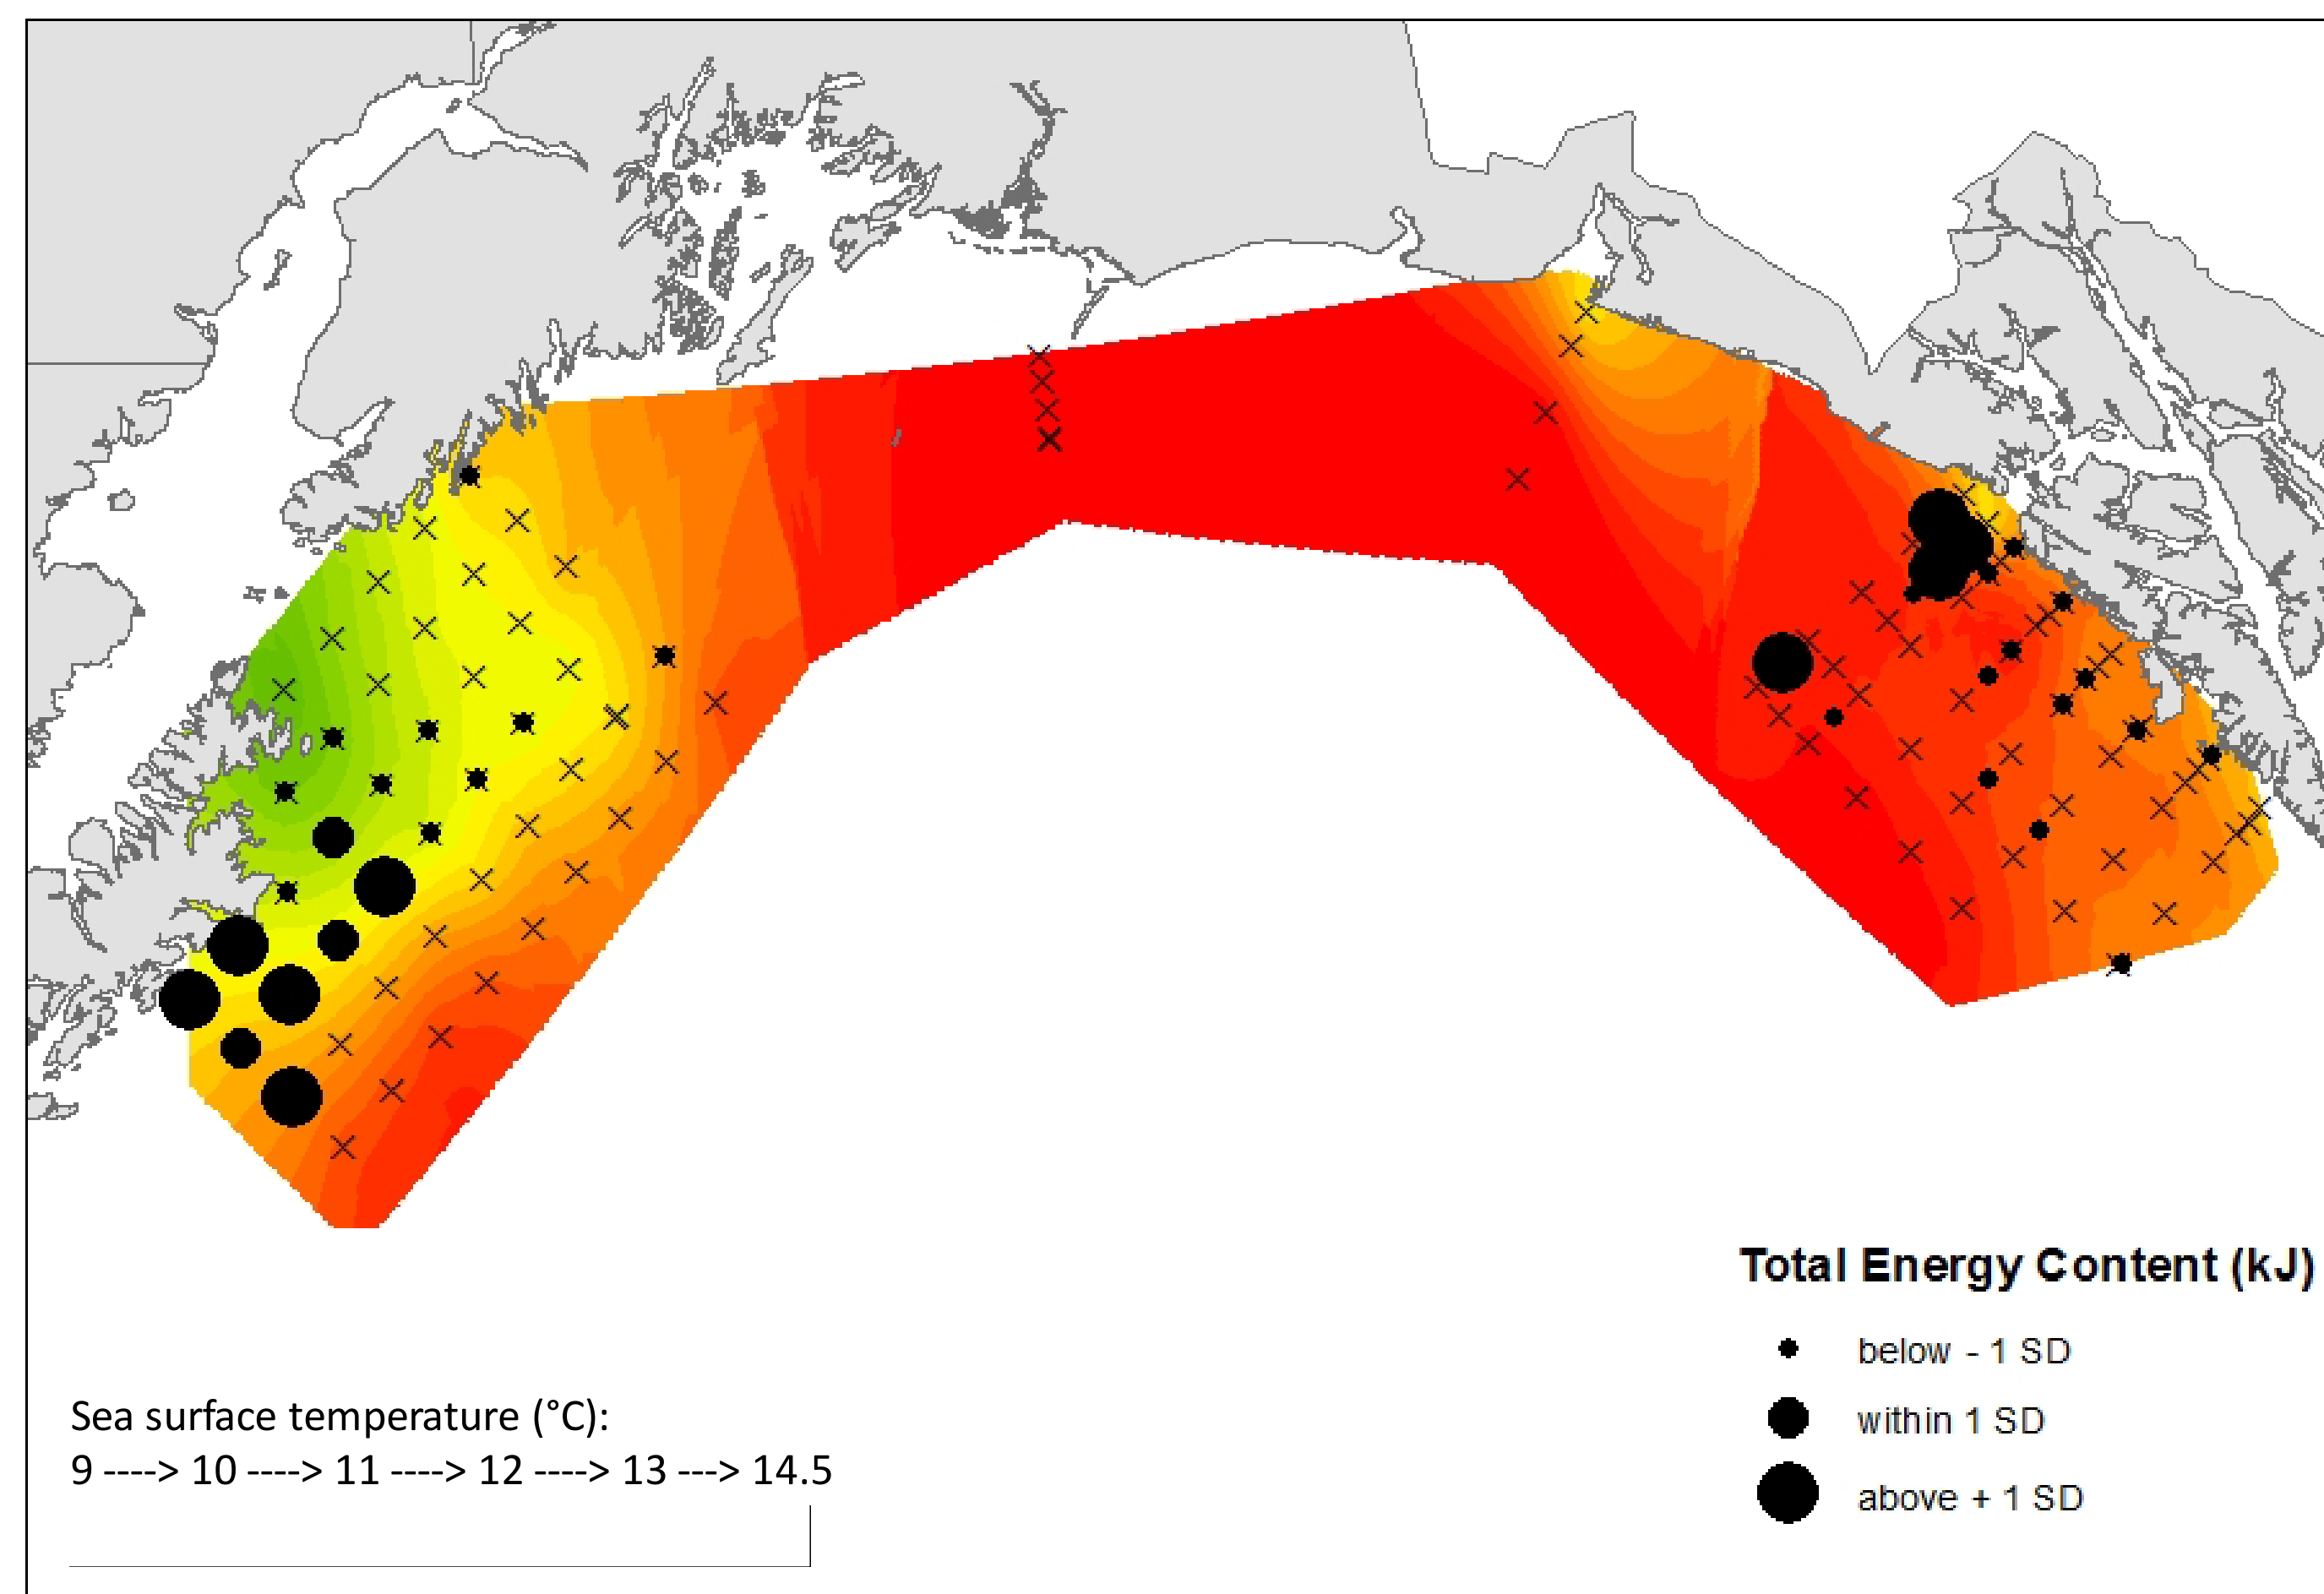 Total Energy Content (kJ)
below - 1 SD
within 1 SD
above + 1 SD
Sea surface temperature (°C):
9 ----> 10 ----> 11 ----> 12 ----> 13 ---> 14.5